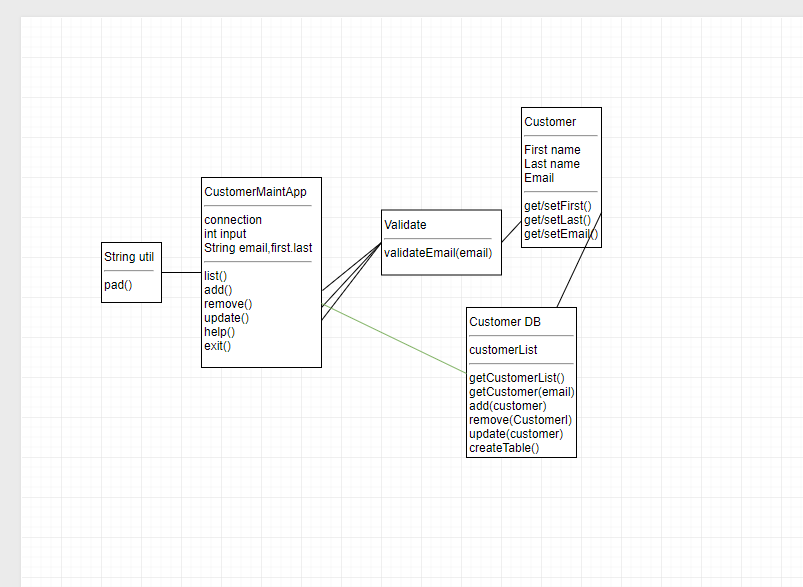 String util
pad()
CustomerMaintApp
connection
int input
String email,first.last
list()
add()
remove()
update()
help()
exit()
Validate
validateEmail(email)
Customer
First name
Last name
Email
get/setFirst()
get/setLast()
get/setEmail()
Customer DB
customerList
getCustomerList()
getCustomer(email)
add(customer)
remove(Customerl)
update(customer)
createTable()